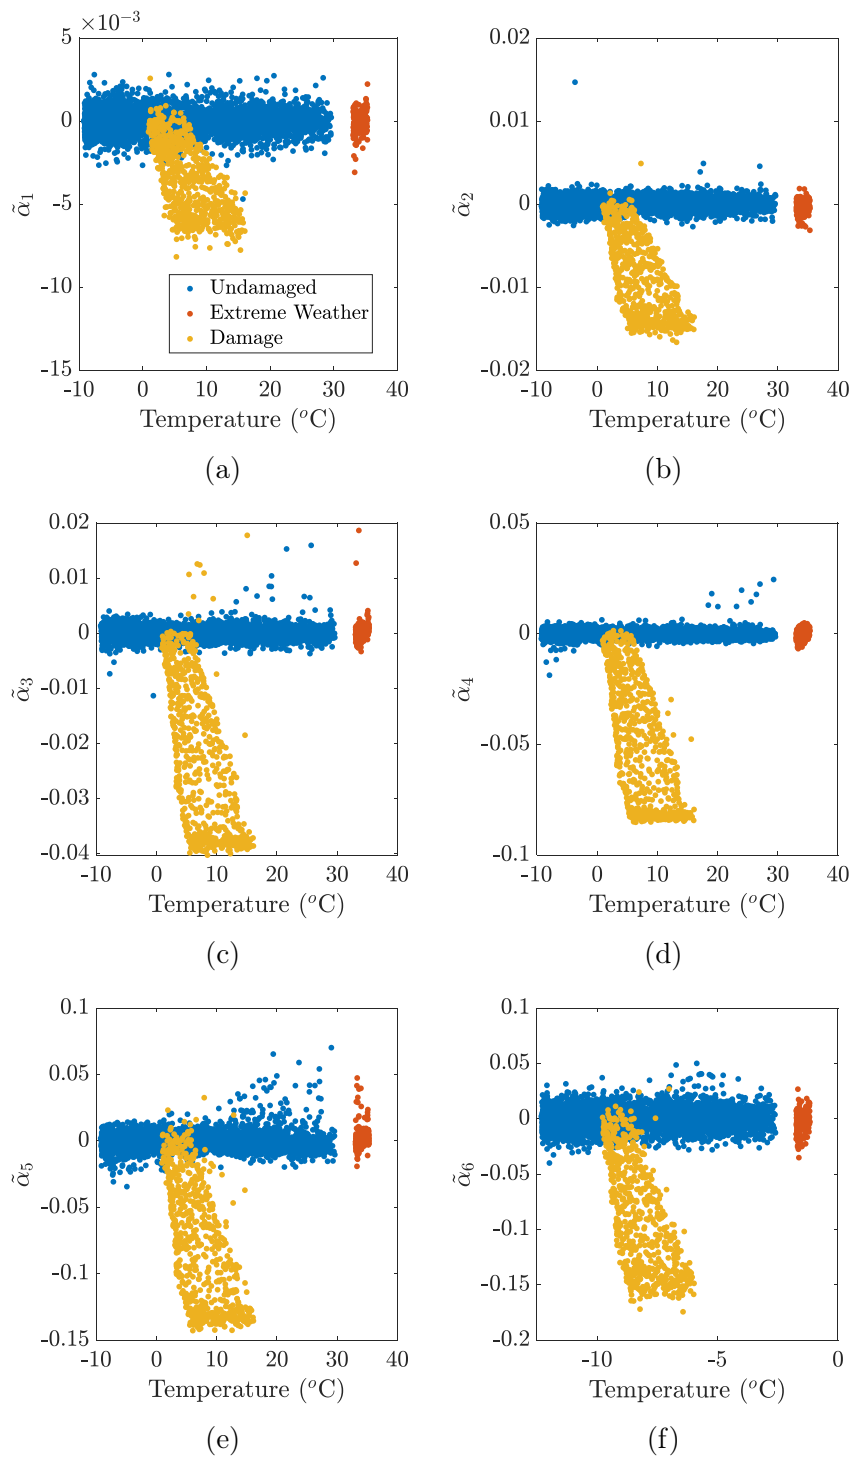 ×10⁻³
5
0
-5
-10
-15
-10 0 10 20 30 40
α̃₁
Temperature (°C)
Undamaged
Extreme Weather
Damage
(a)
0.02
0.01
0
-0.01
-0.02
-10 0 10 20 30 40
α̃₂
Temperature (°C)
(b)
0.02
0.01
0
-0.01
-0.02
-0.03
-0.04
-10 0 10 20 30 40
α̃₃
Temperature (°C)
(c)
0.05
0
-0.05
-0.1
-10 0 10 20 30 40
α̃₄
Temperature (°C)
(d)
0.1
0.05
0
-0.05
-0.1
-0.15
-10 0 10 20 30 40
α̃₅
Temperature (°C)
(e)
0.1
0.05
0
-0.05
-0.1
-0.15
-0.2
-10 -5 0
α̃₆
Temperature (°C)
(f)